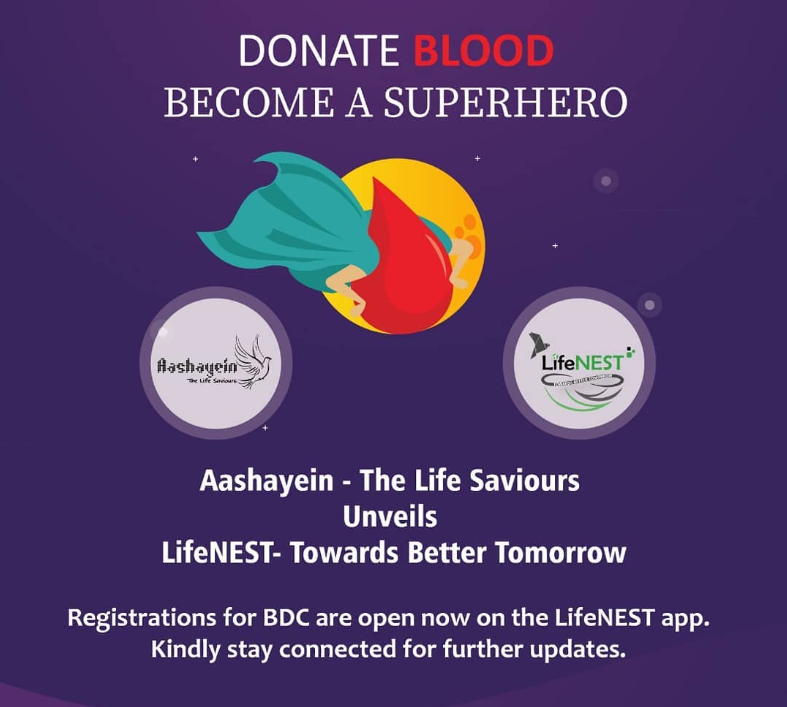 DONATE BLOOD
BECOME A SUPERHERO
Aashayein
The Life Saviours
LifeNEST
Aashayein - The Life Saviours
Unveils
LifeNEST- Towards Better Tomorrow
Registrations for BDC are open now on the LifeNEST app.
Kindly stay connected for further updates.